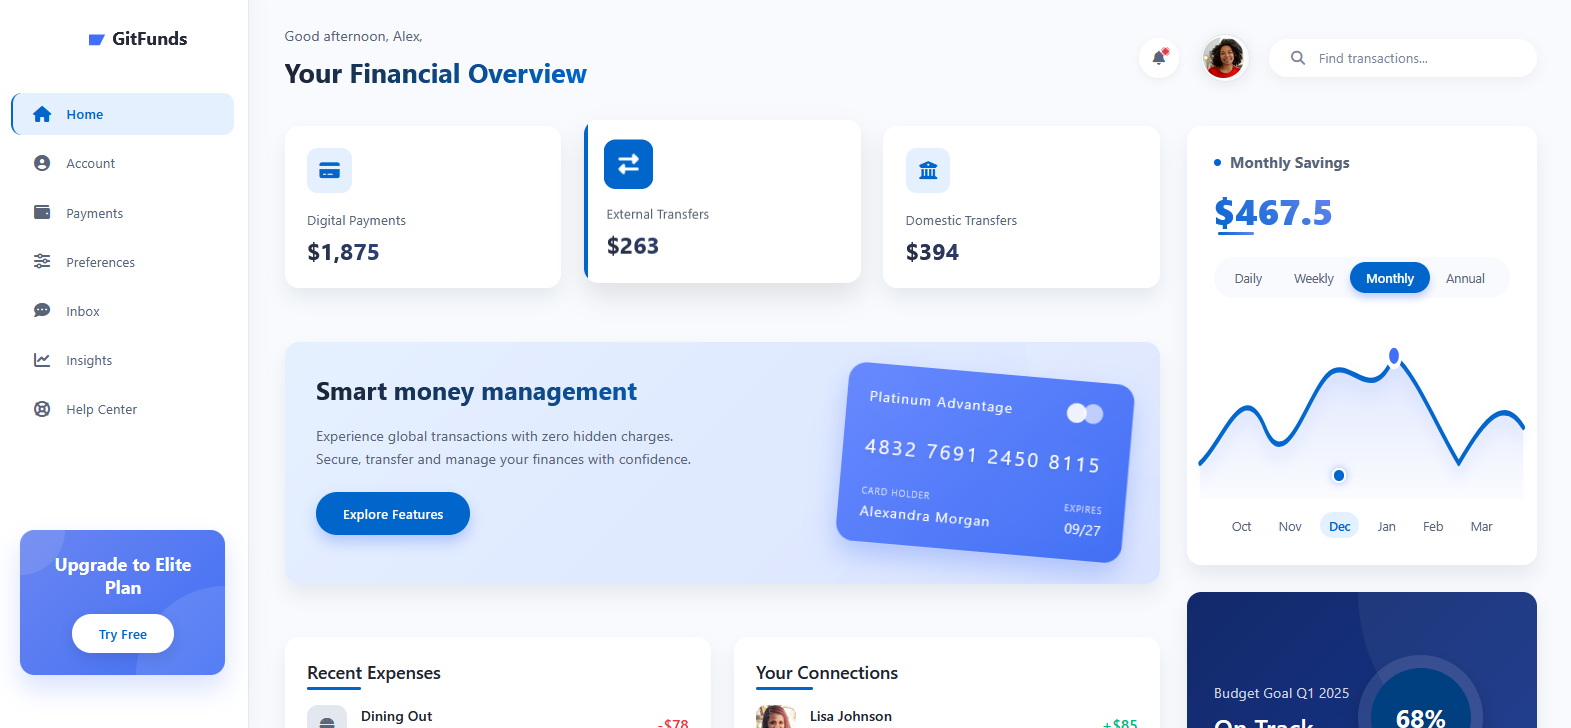 GitFunds
Home
Account
Payments
Preferences
Inbox
Insights
Help Center
Upgrade to Elite
Plan
Try Free
Good afternoon, Alex,
Your Financial Overview
Find transactions...
Digital Payments
$1,875
External Transfers
$263
Domestic Transfers
$394
Smart money management
Experience global transactions with zero hidden charges.
Secure, transfer and manage your finances with confidence.
Explore Features
Platinum Advantage
4832 7691 2450 8115
CARD HOLDER
Alexandra Morgan
EXPIRES
09/27
Recent Expenses
Dining Out
-$78
Your Connections
Lisa Johnson
+$85
Monthly Savings
$467.5
Daily Weekly Monthly Annual
Oct Nov Dec Jan Feb Mar
Budget Goal Q1 2025
On Track
68%